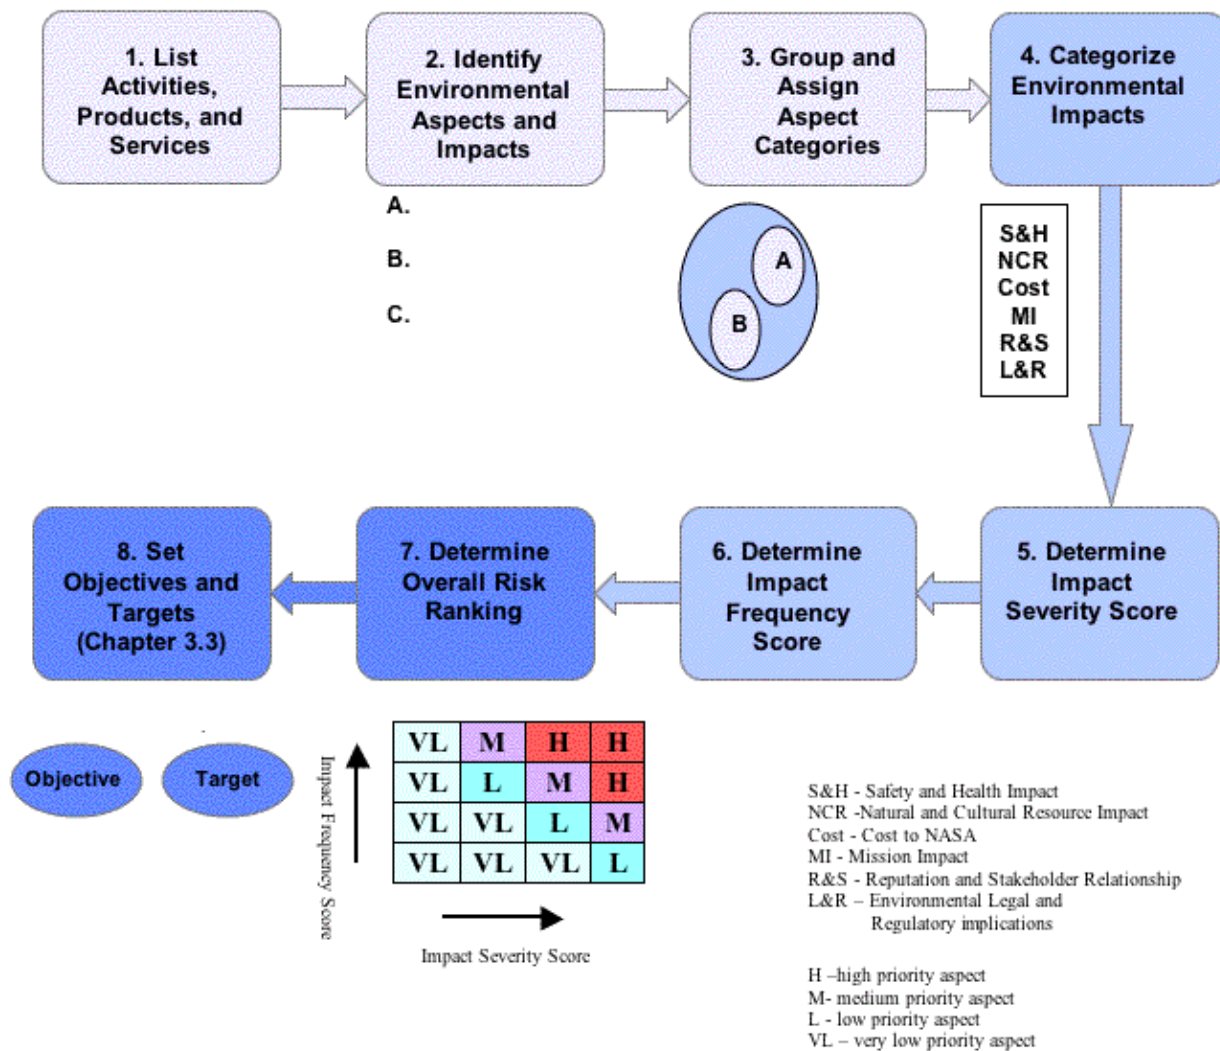 1. List
Activities,
Products, and
Services
2. Identify
Environmental
Aspects and
Impacts
3. Group and
Assign
Aspect
Categories
4. Categorize
Environmental
Impacts
A.
B.
C.
A
B
S&H
NCR
Cost
MI
R&S
L&R
8. Set
Objectives and
Targets
(Chapter 3.3)
7. Determine
Overall Risk
Ranking
6. Determine
Impact
Frequency
Score
5. Determine
Impact
Severity Score
Objective
Target
Impact Frequency
Score
VL M H H
VL L M H
VL VL L M
VL VL VL L
Impact Severity Score
S&H - Safety and Health Impact
NCR -Natural and Cultural Resource Impact
Cost - Cost to NASA
MI - Mission Impact
R&S - Reputation and Stakeholder Relationship
L&R – Environmental Legal and
Regulatory implications
H –high priority aspect
M- medium priority aspect
L - low priority aspect
VL – very low priority aspect